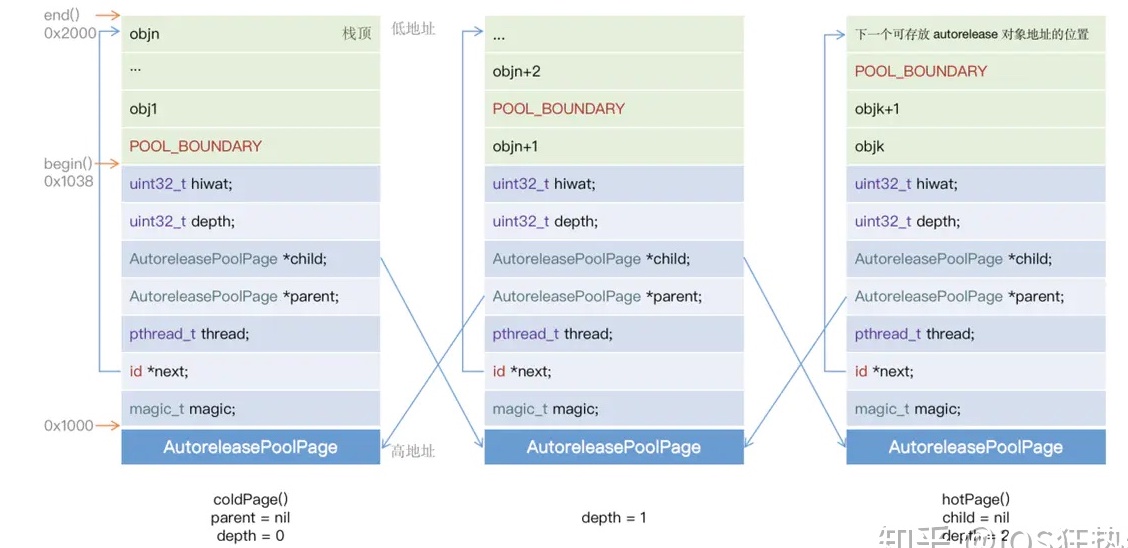 end()
0x2000
objn
栈顶
低地址
...
obj1
POOL_BOUNDARY
begin()
0x1038
uint32_t hiwat;
uint32_t depth;
AutoreleasePoolPage *child;
AutoreleasePoolPage *parent;
pthread_t thread;
id *next;
magic_t magic;
0x1000
AutoreleasePoolPage
高地址
coldPage()
parent = nil
depth = 0
...
objn+2
POOL_BOUNDARY
objn+1
uint32_t hiwat;
uint32_t depth;
AutoreleasePoolPage *child;
AutoreleasePoolPage *parent;
pthread_t thread;
id *next;
magic_t magic;
AutoreleasePoolPage
depth = 1
下一个可存放 autorelease 对象地址的位置
POOL_BOUNDARY
objk+1
objk
uint32_t hiwat;
uint32_t depth;
AutoreleasePoolPage *child;
AutoreleasePoolPage *parent;
pthread_t thread;
id *next;
magic_t magic;
AutoreleasePoolPage
hotPage()
child = nil
depth = 2
知乎 @iOS狂热